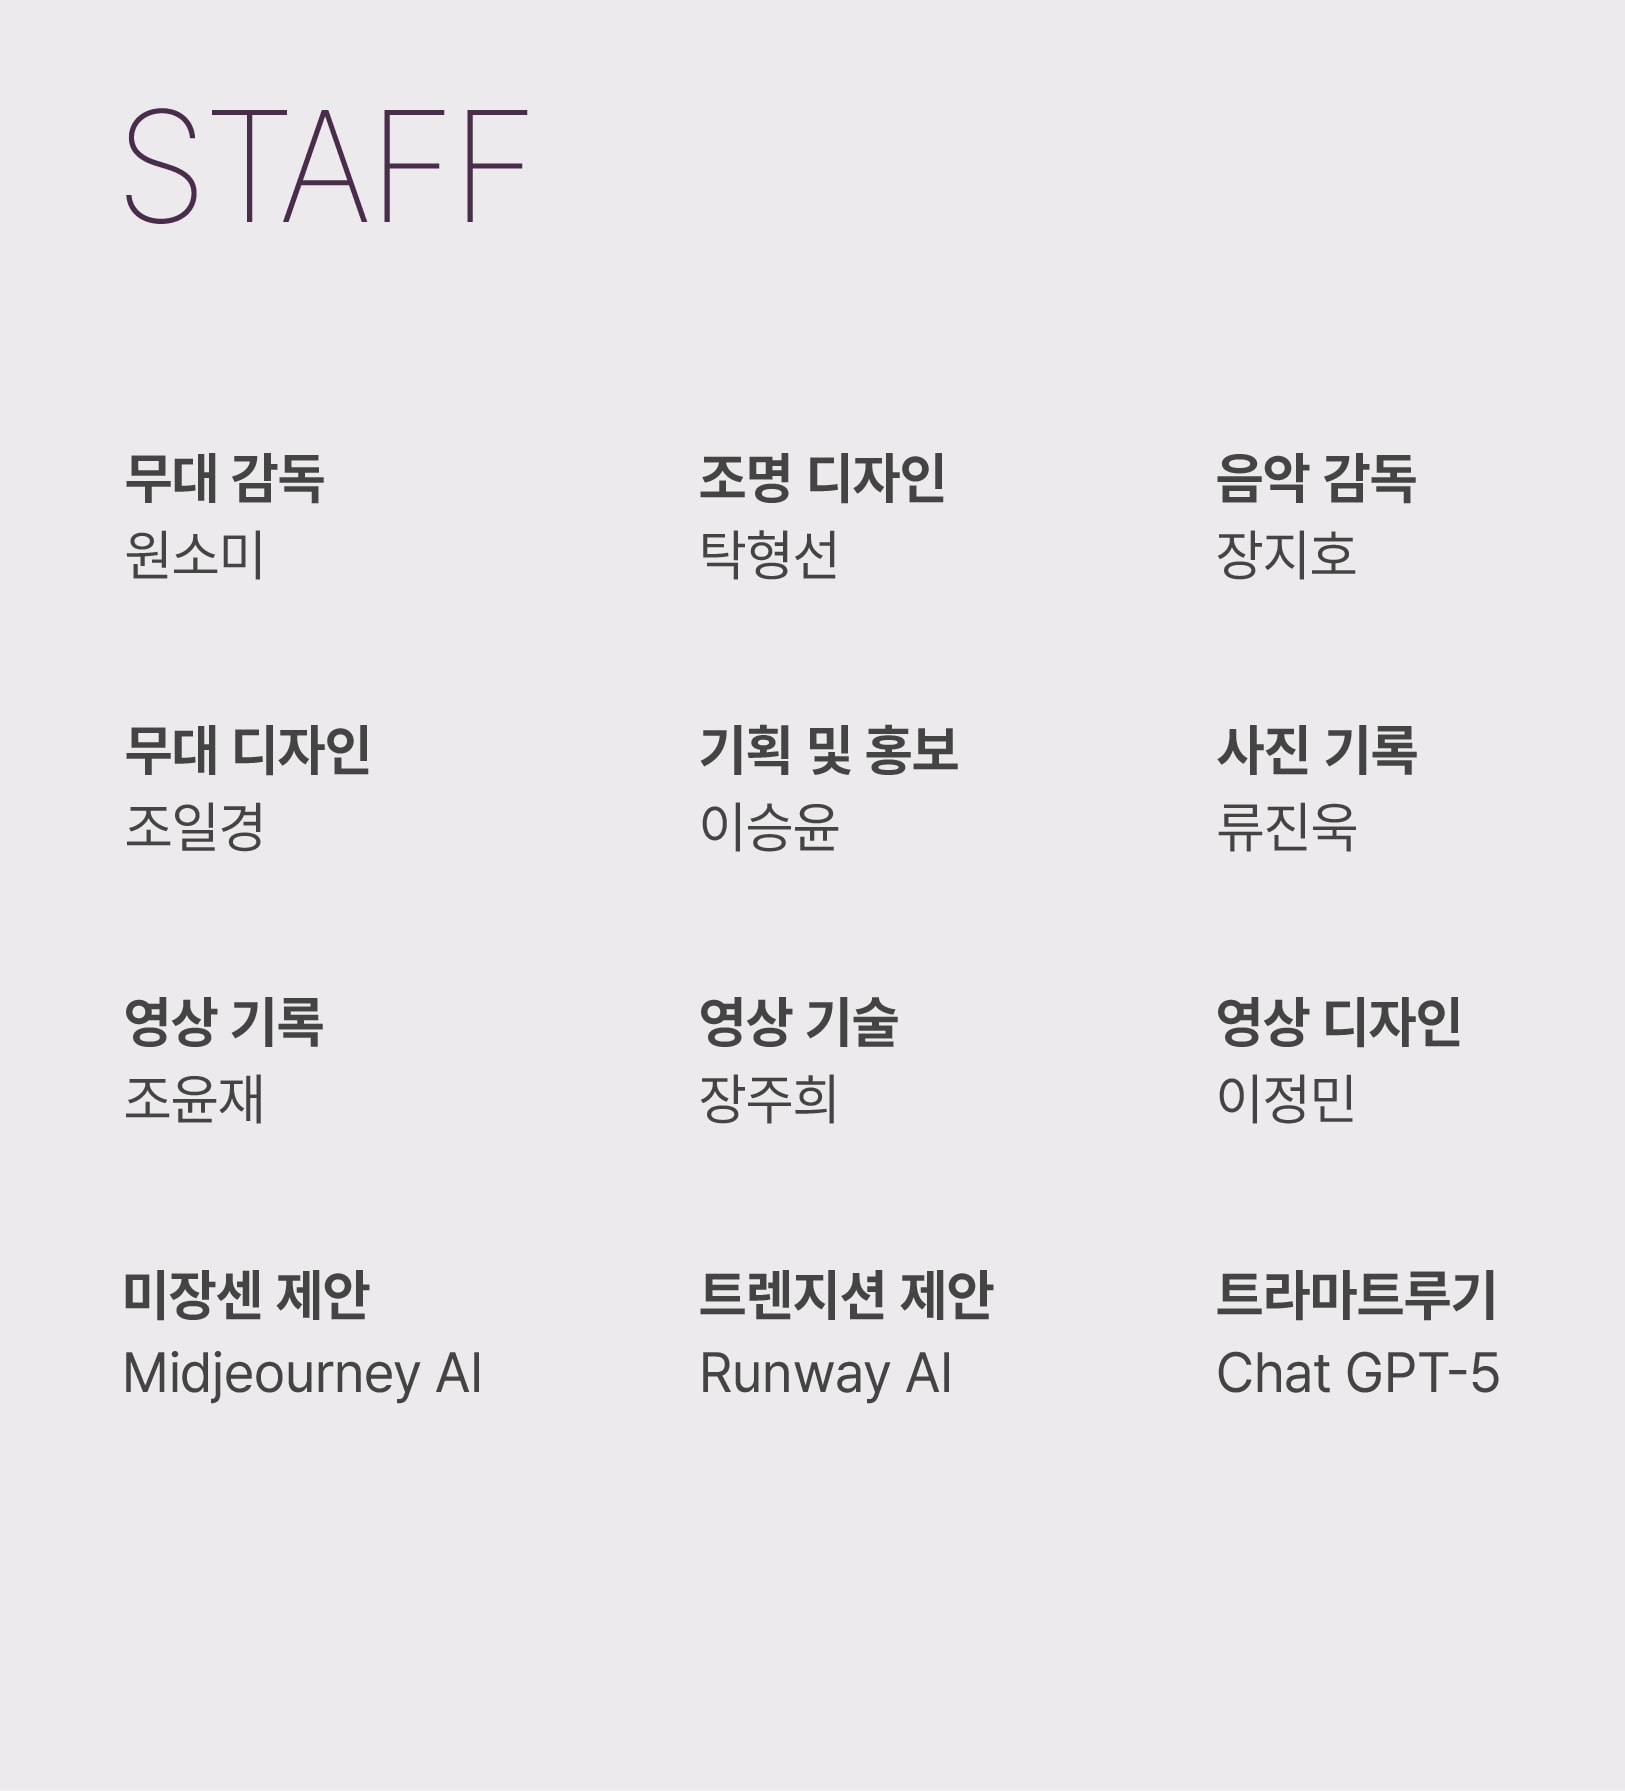 STAFF
무대 감독
원소미
조명 디자인
탁형선
음악 감독
장지호
무대 디자인
조일경
기획 및 홍보
이승윤
사진 기록
류진욱
영상 기록
조윤재
영상 기술
장주희
영상 디자인
이정민
미장센 제안
Midjeourney AI
트렌지션 제안
Runway AI
트라마트루기
Chat GPT-5